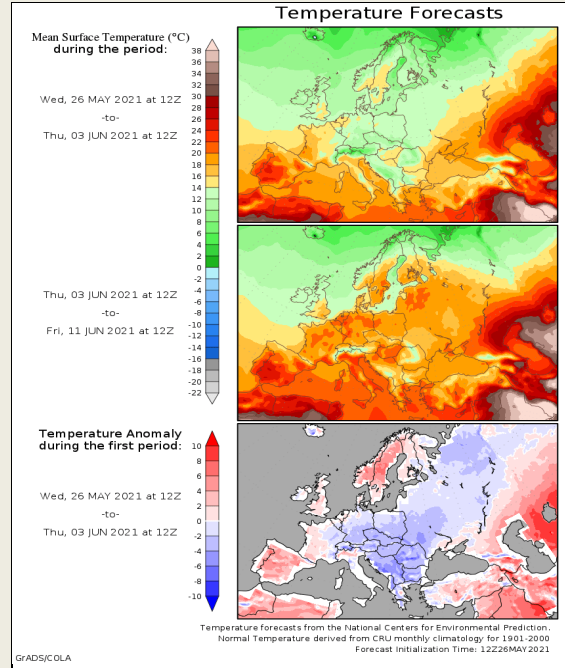 Temperature Forecasts
Mean Surface Temperature (°C)
during the period:
Wed, 26 MAY 2021 at 12Z
-to-
Thu, 03 JUN 2021 at 12Z
38
36
34
32
30
28
26
24
22
20
18
16
14
12
10
8
6
4
2
0
-2
-4
-6
-8
-10
-12
-14
-16
-18
-20
-22
Thu, 03 JUN 2021 at 12Z
-to-
Fri, 11 JUN 2021 at 12Z
Temperature Anomaly
during the first period:
Wed, 26 MAY 2021 at 12Z
-to-
Thu, 03 JUN 2021 at 12Z
10
8
6
4
2
0
-2
-4
-6
-8
-10
Temperature forecasts from the National Centers for Environmental Prediction.
Normal Temperature derived from CRU monthly climatology for 1901-2000
Forecast Initialization Time: 12Z26MAY2021
GrADS/COLA